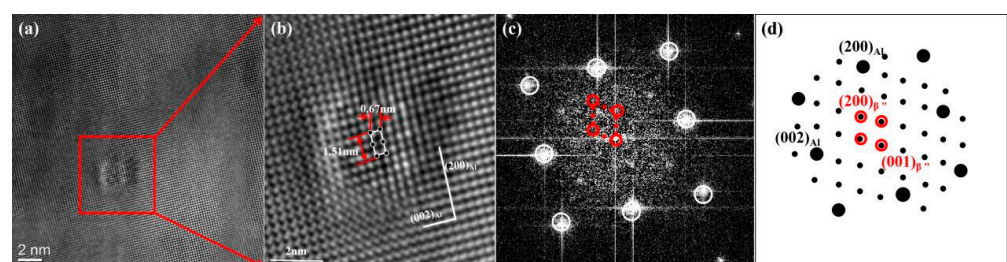 (a)
2 nm
(b)
0.67nm
1.51nm
(200)Al
(002)Al
2nm
(c)
(d)
(200)Al
(200)β"
(002)Al
(001)β"